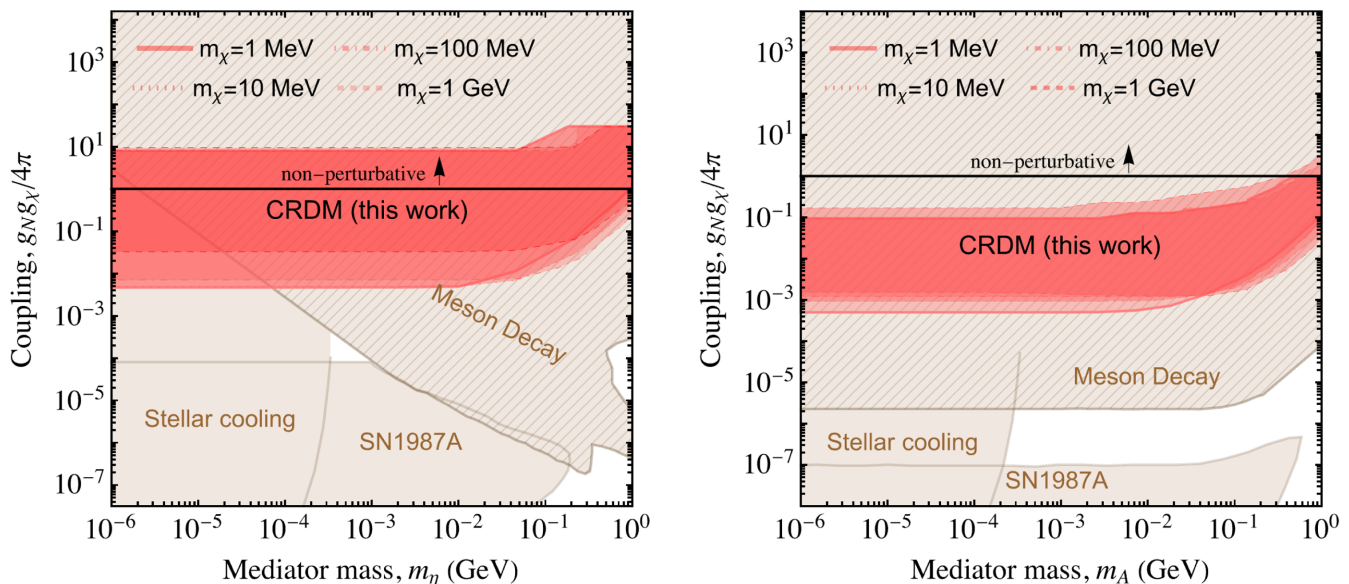 10^5
10^1
10^-1
10^-3
10^-5
10^-7
Coupling, g_N g_χ/4π
m_χ=1 MeV
m_χ=100 MeV
m_χ=10 MeV
m_χ=1 GeV
non-perturbative
CRDM (this work)
Meson Decay
Stellar cooling
SN1987A
10^-6
10^-5
10^-4
10^-3
10^-2
10^-1
10^0
Mediator mass, m_η (GeV)
10^3
10^1
10^-1
10^-3
10^-5
10^-7
Coupling, g_N g_χ/4π
m_χ=1 MeV
m_χ=100 MeV
m_χ=10 MeV
m_χ=1 GeV
non-perturbative
CRDM (this work)
Meson Decay
Stellar cooling
SN1987A
10^-6
10^-5
10^-4
10^-3
10^-2
10^-1
10^0
Mediator mass, m_A (GeV)